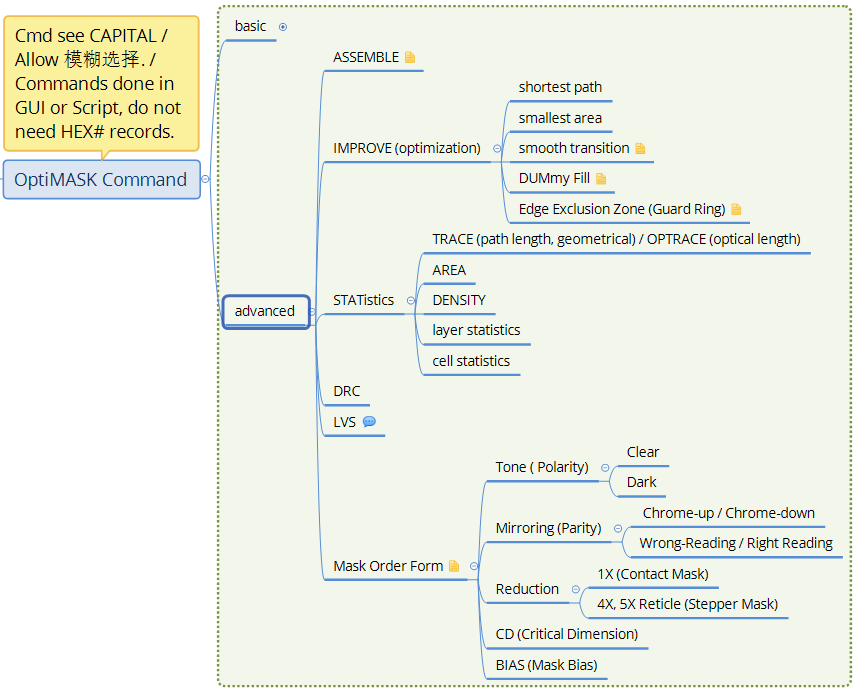 Cmd see CAPITAL /
Allow 模糊选择. /
Commands done in
GUI or Script, do not
need HEX# records.
OptiMASK Command
basic
advanced
ASSEMBLE
IMPROVE (optimization)
shortest path
smallest area
smooth transition
DUMmy Fill
Edge Exclusion Zone (Guard Ring)
STATistics
TRACE (path length, geometrical) / OPTRACE (optical length)
AREA
DENSITY
layer statistics
cell statistics
DRC
LVS
Mask Order Form
Tone ( Polarity)
Clear
Dark
Mirroring (Parity)
Chrome-up / Chrome-down
Wrong-Reading / Right Reading
Reduction
1X (Contact Mask)
4X, 5X Reticle (Stepper Mask)
CD (Critical Dimension)
BIAS (Mask Bias)